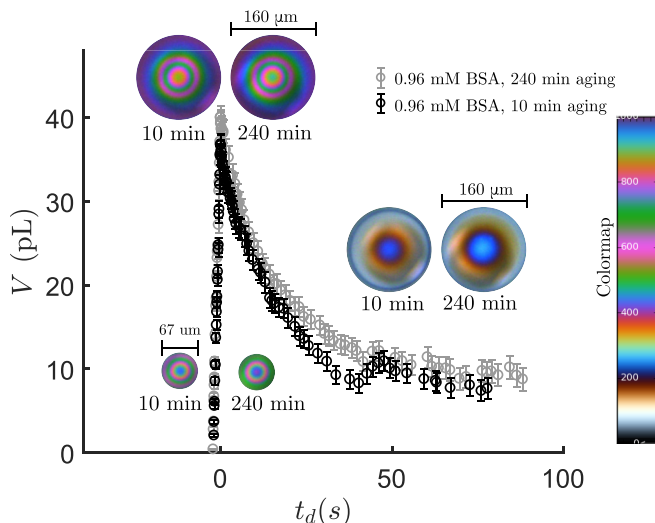 160 µm
10 min 240 min
0.96 mM BSA, 240 min aging
0.96 mM BSA, 10 min aging
160 µm
10 min 240 min
67 um
10 min 240 min
V (pL)
40
30
20
10
0
0 50 100
t_d(s)
Colormap
800
600
400
200